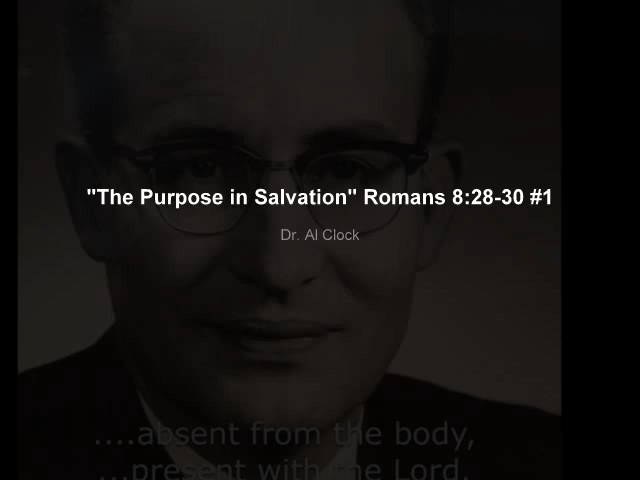 "The Purpose in Salvation" Romans 8:28-30 #1
Dr. Al Clock
....absent from the body,
...present with the Lord.